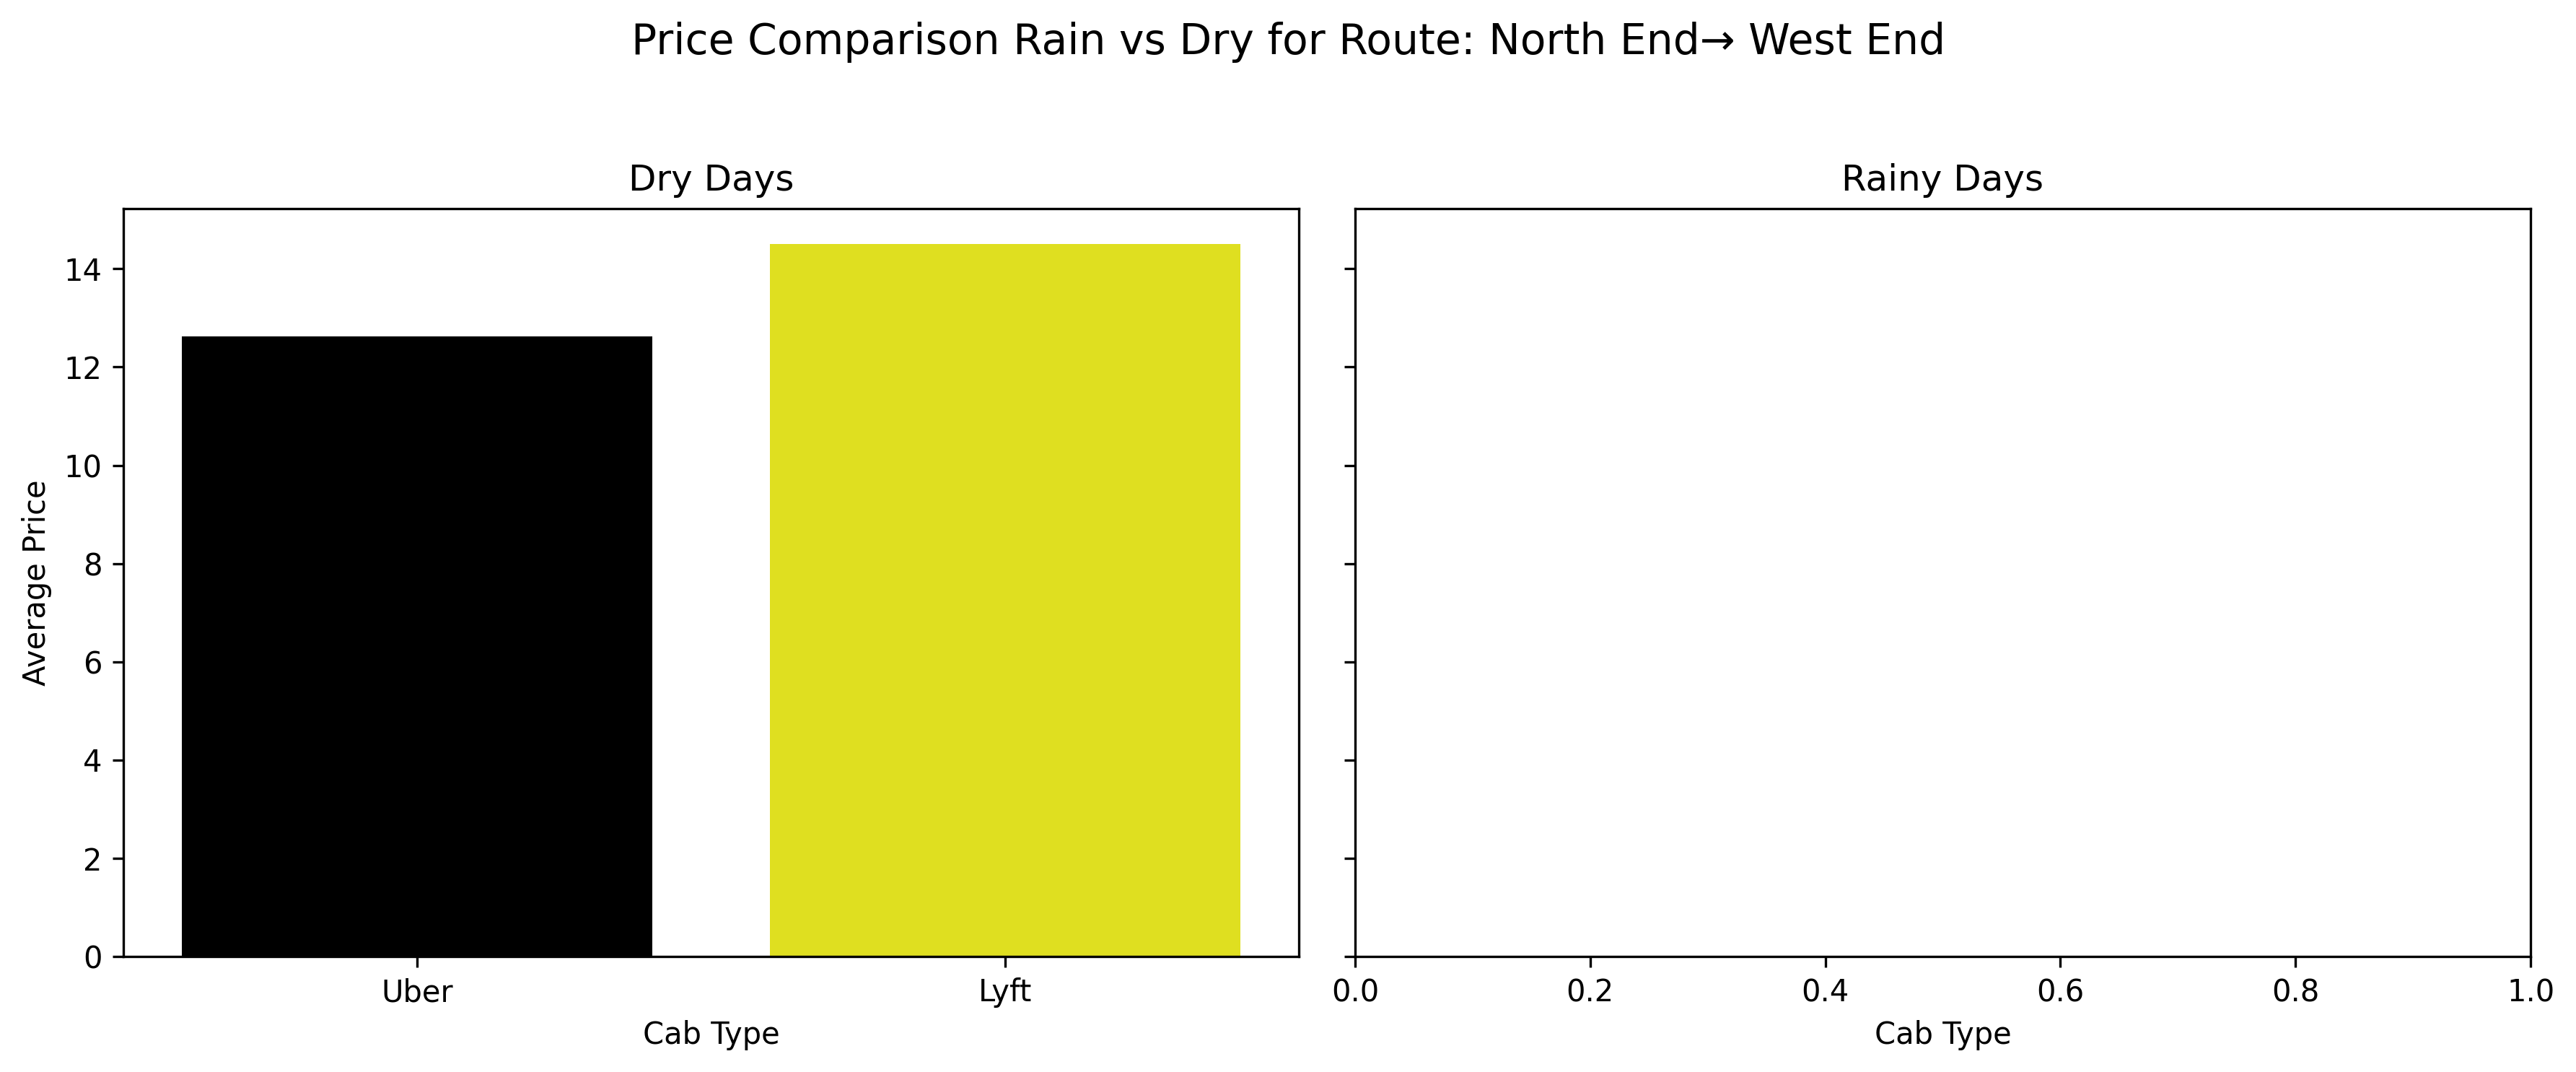 Price Comparison Rain vs Dry for Route: North End→ West End
Dry Days
Average Price
14
12
10
8
6
4
2
0
Uber Lyft
Cab Type
Rainy Days
0.0 0.2 0.4 0.6 0.8 1.0
Cab Type